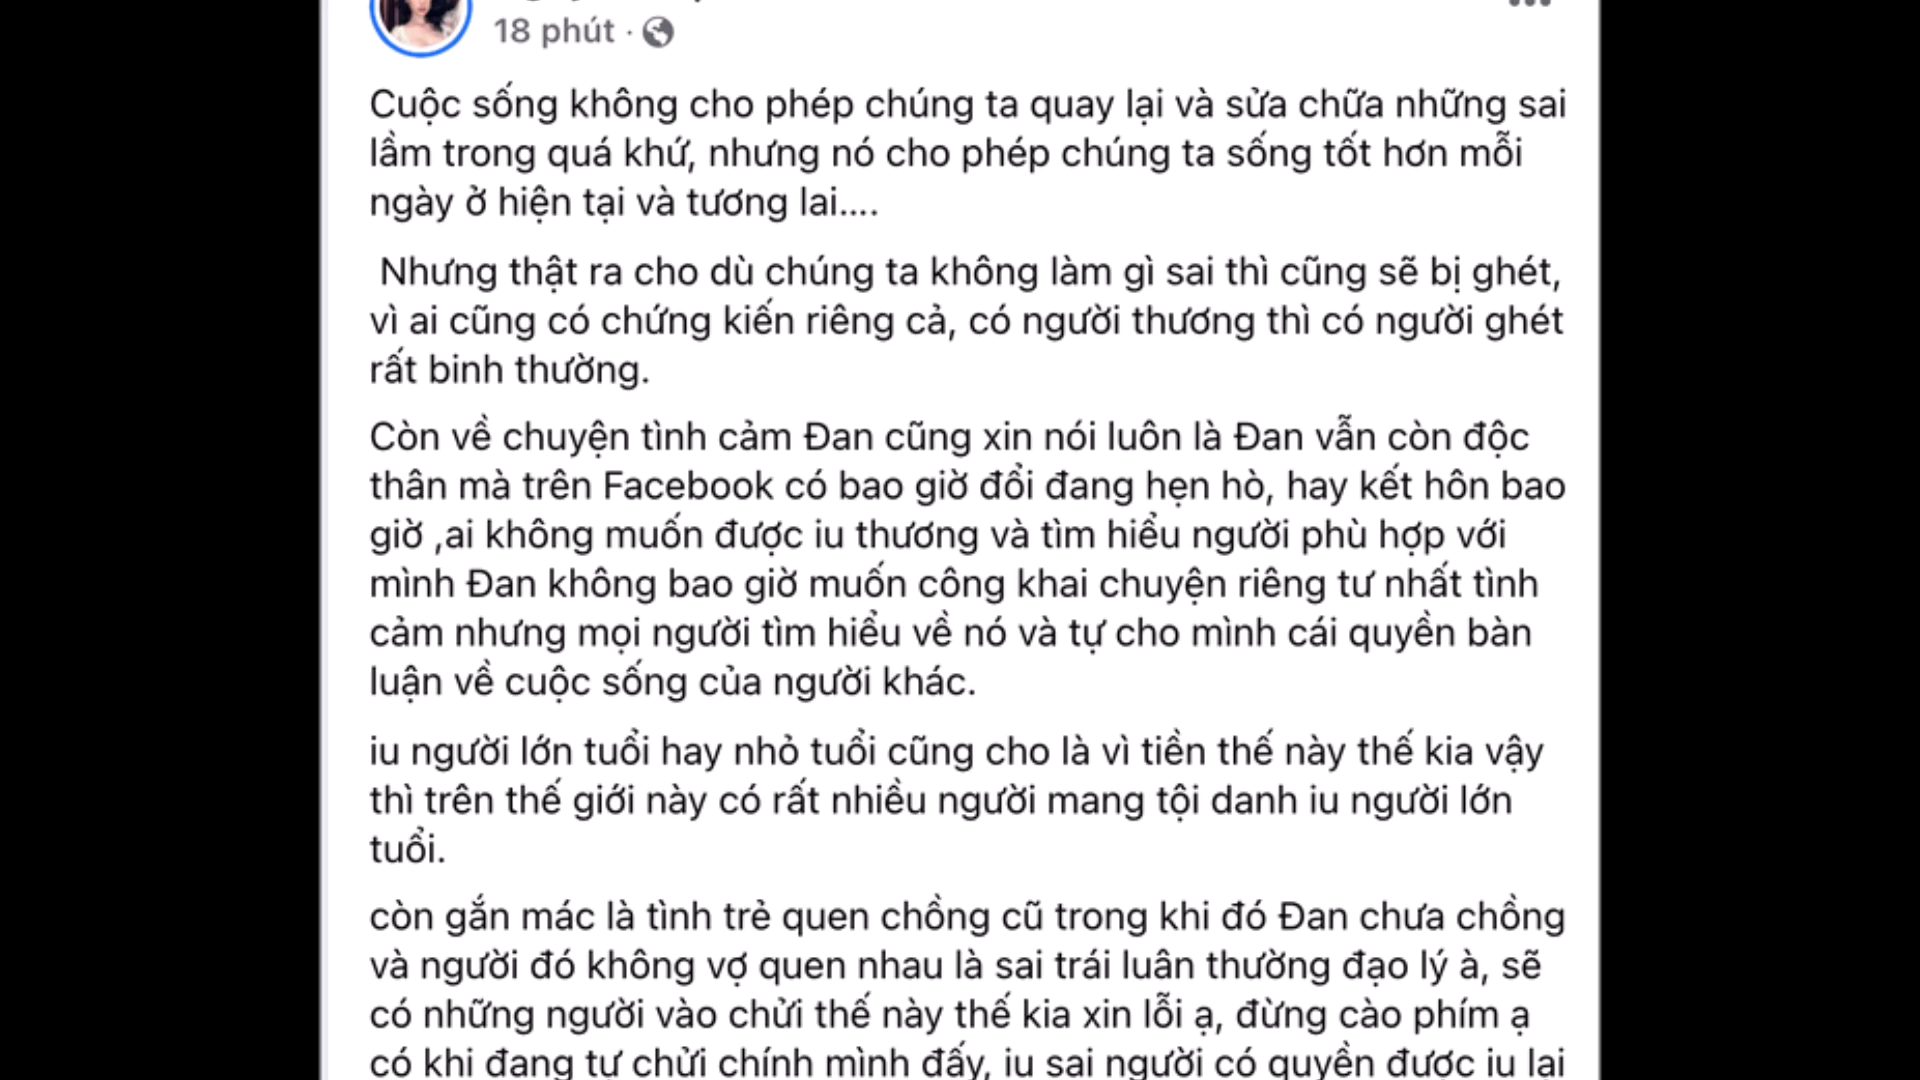 18 phút ·
Cuộc sống không cho phép chúng ta quay lại và sửa chữa những sai
lầm trong quá khứ, nhưng nó cho phép chúng ta sống tốt hơn mỗi
ngày ở hiện tại và tương lai....
Nhưng thật ra cho dù chúng ta không làm gì sai thì cũng sẽ bị ghét,
vì ai cũng có chứng kiến riêng cả, có người thương thì có người ghét
rất binh thường.
Còn về chuyện tình cảm Đan cũng xin nói luôn là Đan vẫn còn độc
thân mà trên Facebook có bao giờ đổi đang hẹn hò, hay kết hôn bao
giờ ,ai không muốn được iu thương và tìm hiểu người phù hợp với
mình Đan không bao giờ muốn công khai chuyện riêng tư nhất tình
cảm nhưng mọi người tìm hiểu về nó và tự cho mình cái quyền bàn
luận về cuộc sống của người khác.
iu người lớn tuổi hay nhỏ tuổi cũng cho là vì tiền thế này thế kia vậy
thì trên thế giới này có rất nhiều người mang tội danh iu người lớn
tuổi.
còn gắn mác là tình trẻ quen chồng cũ trong khi đó Đan chưa chồng
và người đó không vợ quen nhau là sai trái luân thường đạo lý à, sẽ
có những người vào chửi thế này thế kia xin lỗi ạ, đừng cào phím ạ
có khi đang tự chửi chính mình đấy, iu sai người có quyền được iu lại